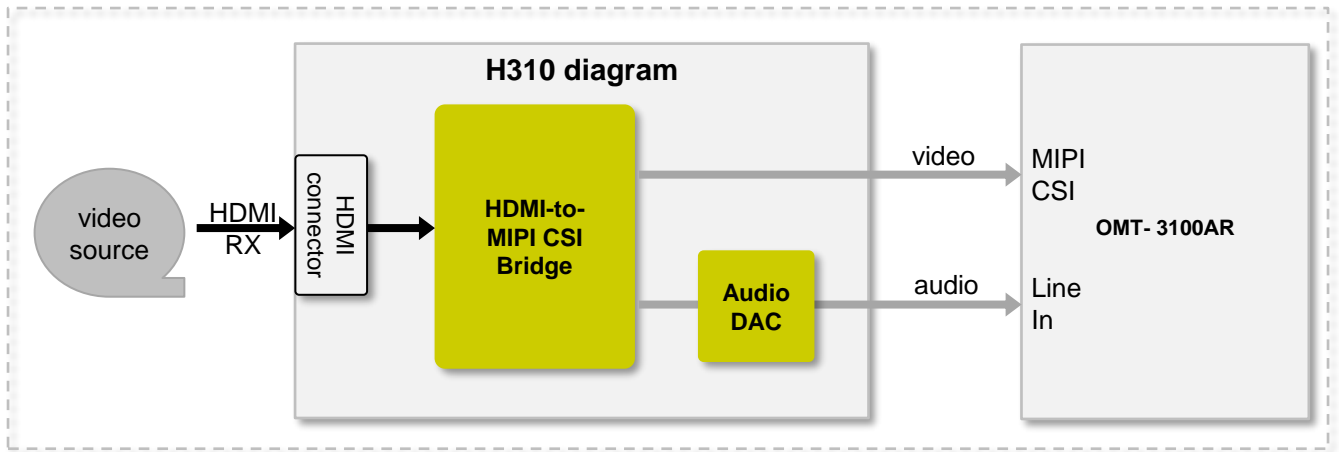 H310 diagram
video
source
HDMI
RX
HDMI
connector
HDMI-to-
MIPI CSI
Bridge
Audio
DAC
video
audio
MIPI
CSI
OMT- 3100AR
Line
In